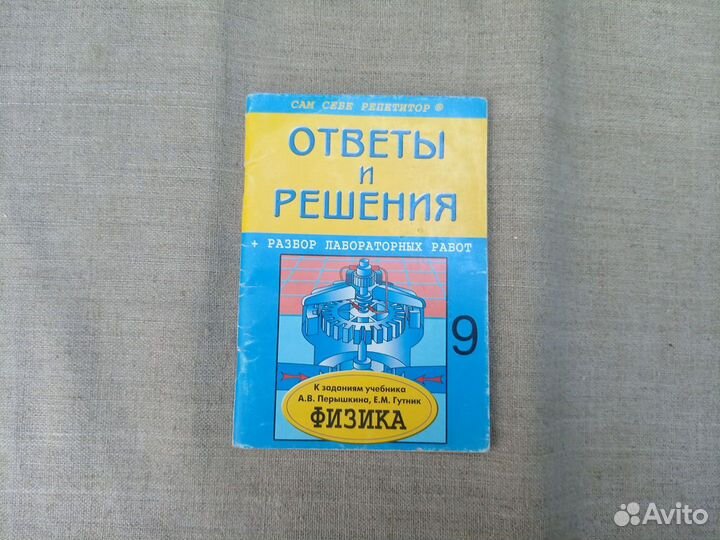 САМ СЕБЕ РЕПЕТИТОР ®
ОТВЕТЫ
И
РЕШЕНИЯ
+ РАЗБОР ЛАБОРАТОРНЫХ РАБОТ
9
К заданиям учебника
А.В. Перышкина, Е.М. Гутник
ФИЗИКА
Avito